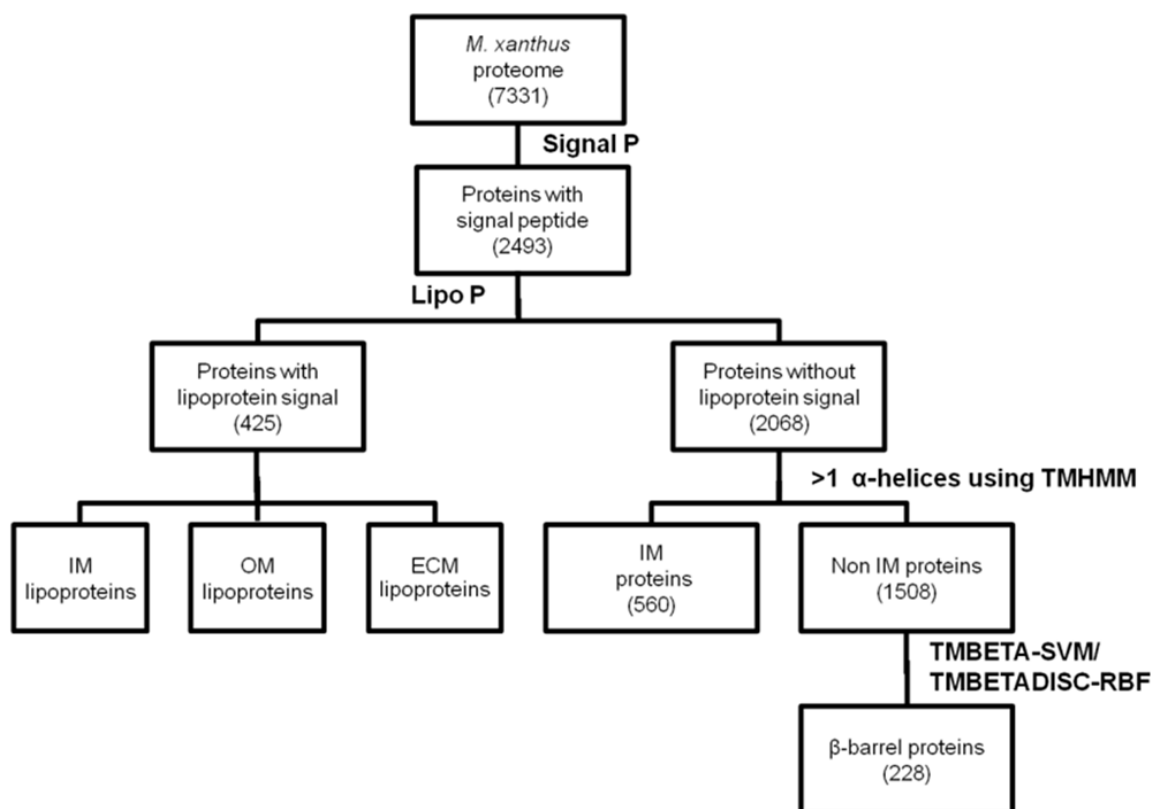 M. xanthus
proteome
(7331)
Signal P
Proteins with
signal peptide
(2493)
Lipo P
Proteins with
lipoprotein signal
(425)
Proteins without
lipoprotein signal
(2068)
>1 α-helices using TMHMM
IM
lipoproteins
OM
lipoproteins
ECM
lipoproteins
IM
proteins
(560)
Non IM proteins
(1508)
TMBETA-SVM/
TMBETADISC-RBF
β-barrel proteins
(228)